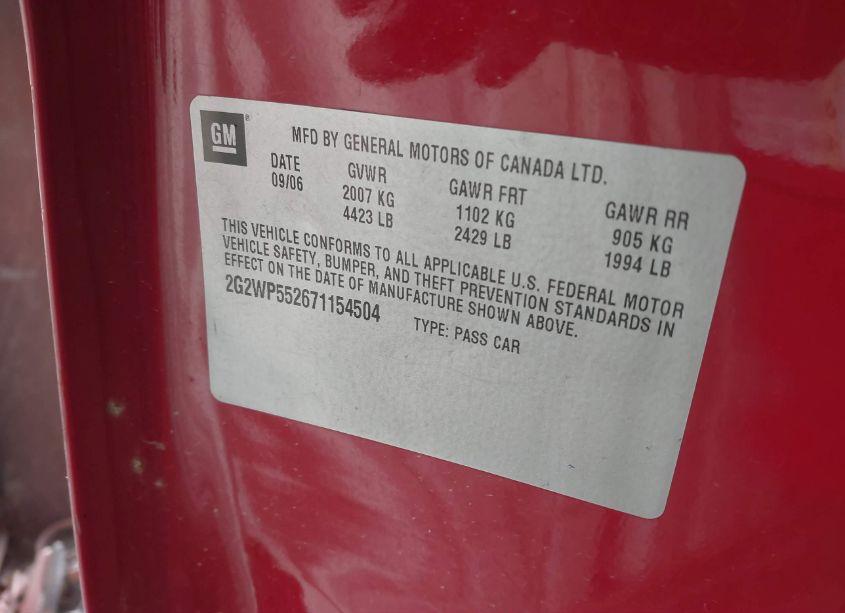 GM ®
MFD BY GENERAL MOTORS OF CANADA LTD.
DATE GVWR GAWR FRT GAWR RR
09/06 2007 KG 1102 KG 905 KG
4423 LB 2429 LB 1994 LB
THIS VEHICLE CONFORMS TO ALL APPLICABLE U.S. FEDERAL MOTOR
VEHICLE SAFETY, BUMPER, AND THEFT PREVENTION STANDARDS IN
EFFECT ON THE DATE OF MANUFACTURE SHOWN ABOVE.
2G2WP552671154504 TYPE: PASS CAR